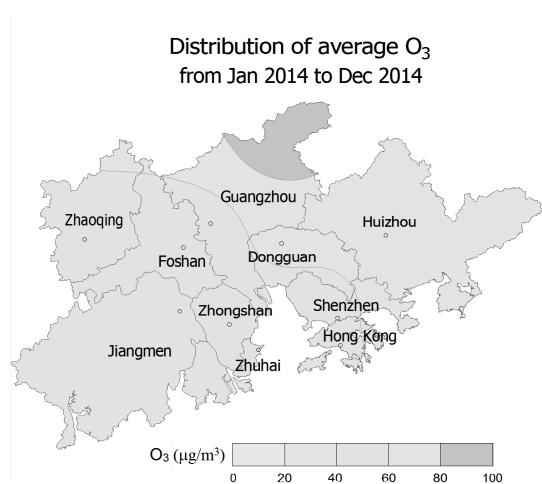 Distribution of average O₃
from Jan 2014 to Dec 2014
Guangzhou
Zhaoqing
Huizhou
Foshan
Dongguan
Zhongshan
Shenzhen
Hong Kong
Jiangmen
Zhuhai
O₃ (μg/m³)
0 20 40 60 80 100